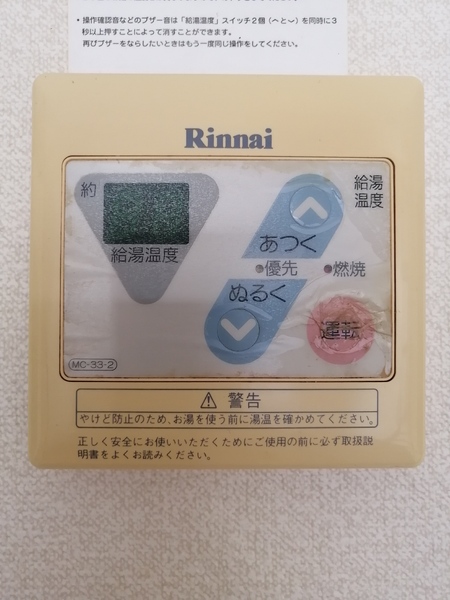 ・操作確認音などのブザー音は「給湯温度」スイッチ2個(へと﹀)を同時に3
秒以上押すことによって消すことができます。
再びブザーをならしたいときはもう一度同じ操作をしてください。
Rinnai
約
給湯温度
給湯
温度
あつく
優先
燃焼
ぬるく
運転
MC-33-2
警告
やけど防止のため、お湯を使う前に湯温を確かめてください。
正しく安全にお使いいただくためにご使用の前に必ず取扱説
明書をよくお読みください。